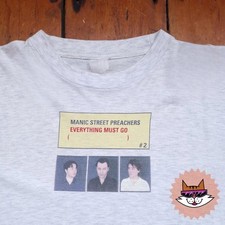 MANIC STREET PREACHERS
EVERYTHING MUST GO
( )
#2